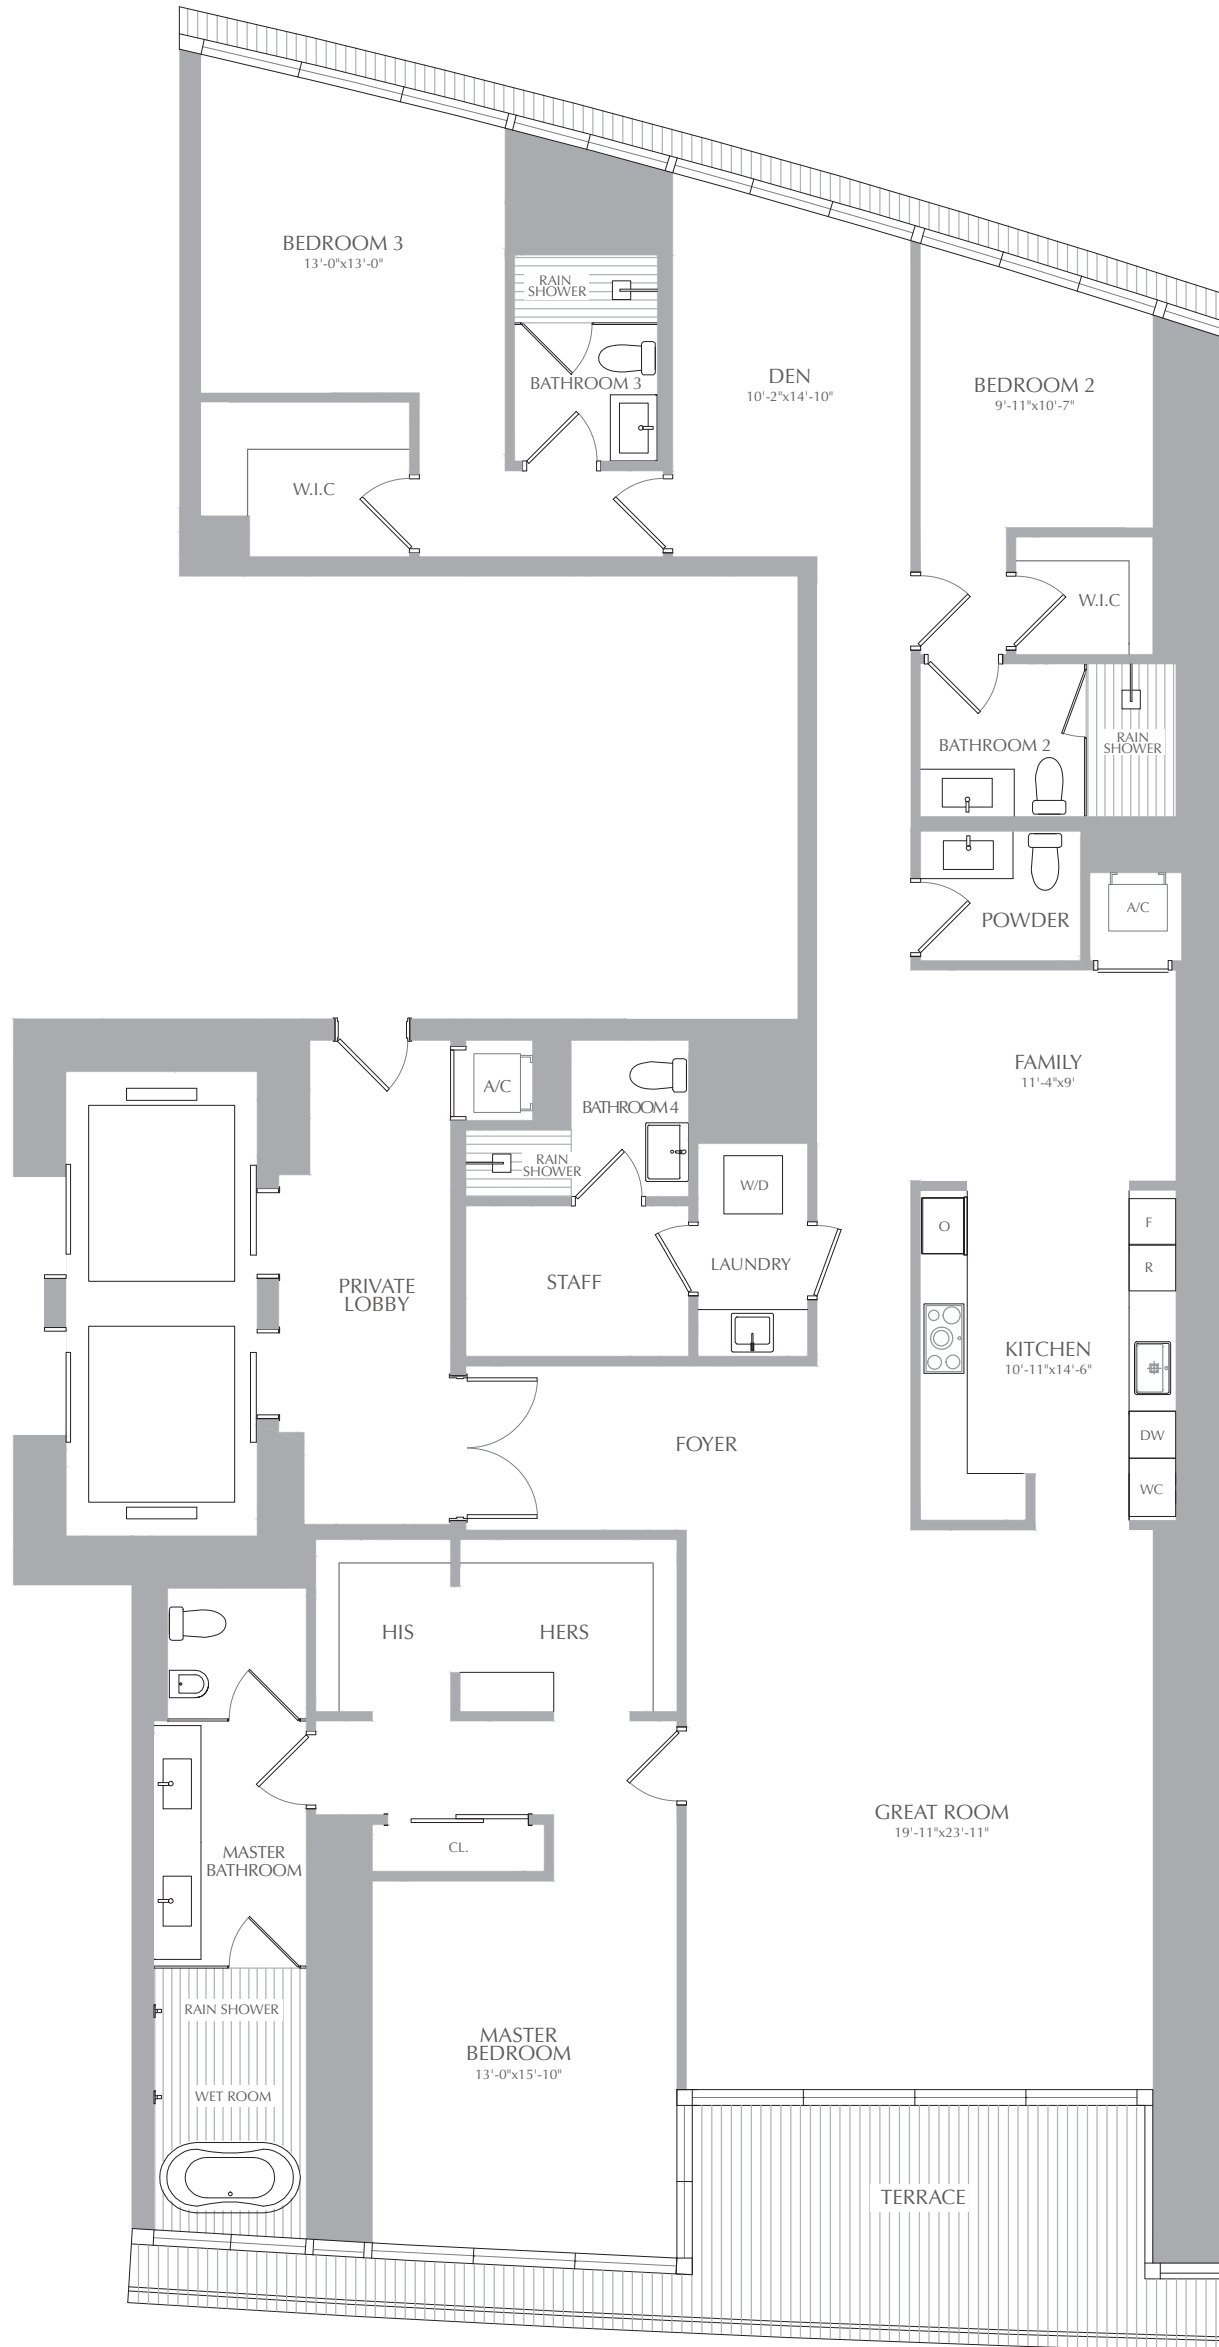 BEDROOM 3
13'-0"x13'-0"
RAIN
SHOWER
BATHROOM 3
DEN
10'-2"x14'-10"
BEDROOM 2
9'-11"x10'-7"
W.I.C
W.I.C
BATHROOM 2
RAIN
SHOWER
POWDER
A/C
FAMILY
11'-4"x9'
A/C
BATHROOM 4
RAIN
SHOWER
W/D
STAFF
LAUNDRY
PRIVATE
LOBBY
O
F
R
KITCHEN
10'-11"x14'-6"
DW
WC
FOYER
HIS
HERS
GREAT ROOM
19'-11"x23'-11"
CL.
MASTER
BATHROOM
RAIN SHOWER
WET ROOM
MASTER
BEDROOM
13'-0"x15'-10"
TERRACE